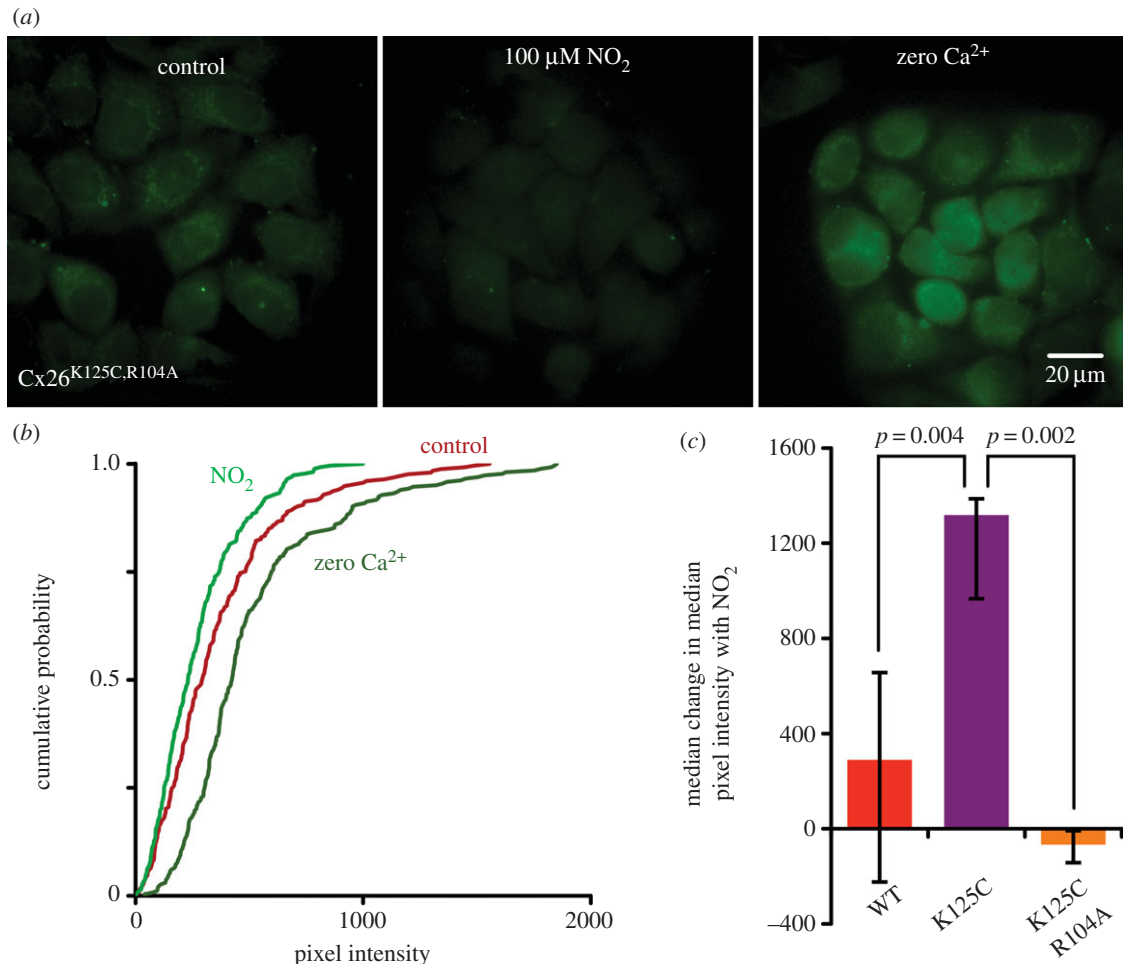 (a)
control
100 µM NO₂
zero Ca²⁺
Cx26ᴷ¹²⁵ꟲ,ᴿ¹⁰⁴ᴬ
20 µm
(b)
1.0
0.5
0
cumulative probability
NO₂
control
zero Ca²⁺
0
1000
2000
pixel intensity
(c)
p = 0.004
p = 0.002
1600
1200
800
400
0
–400
median change in median
pixel intensity with NO₂
WT
K125C
K125C
R104A